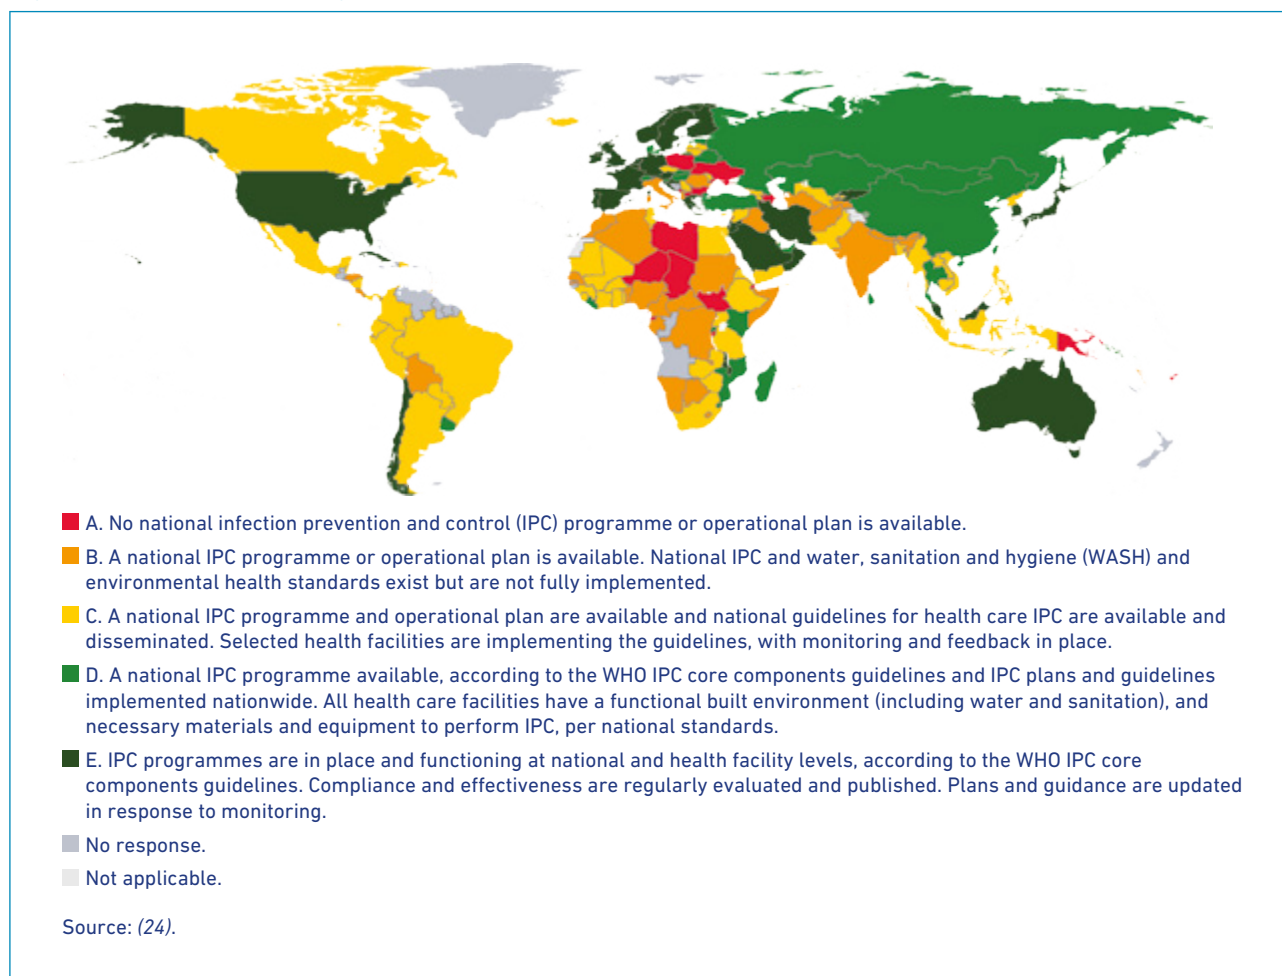 A. No national infection prevention and control (IPC) programme or operational plan is available.
B. A national IPC programme or operational plan is available. National IPC and water, sanitation and hygiene (WASH) and
environmental health standards exist but are not fully implemented.
C. A national IPC programme and operational plan are available and national guidelines for health care IPC are available and
disseminated. Selected health facilities are implementing the guidelines, with monitoring and feedback in place.
D. A national IPC programme available, according to the WHO IPC core components guidelines and IPC plans and guidelines
implemented nationwide. All health care facilities have a functional built environment (including water and sanitation), and
necessary materials and equipment to perform IPC, per national standards.
E. IPC programmes are in place and functioning at national and health facility levels, according to the WHO IPC core
components guidelines. Compliance and effectiveness are regularly evaluated and published. Plans and guidance are updated
in response to monitoring.
No response.
Not applicable.
Source: (24).